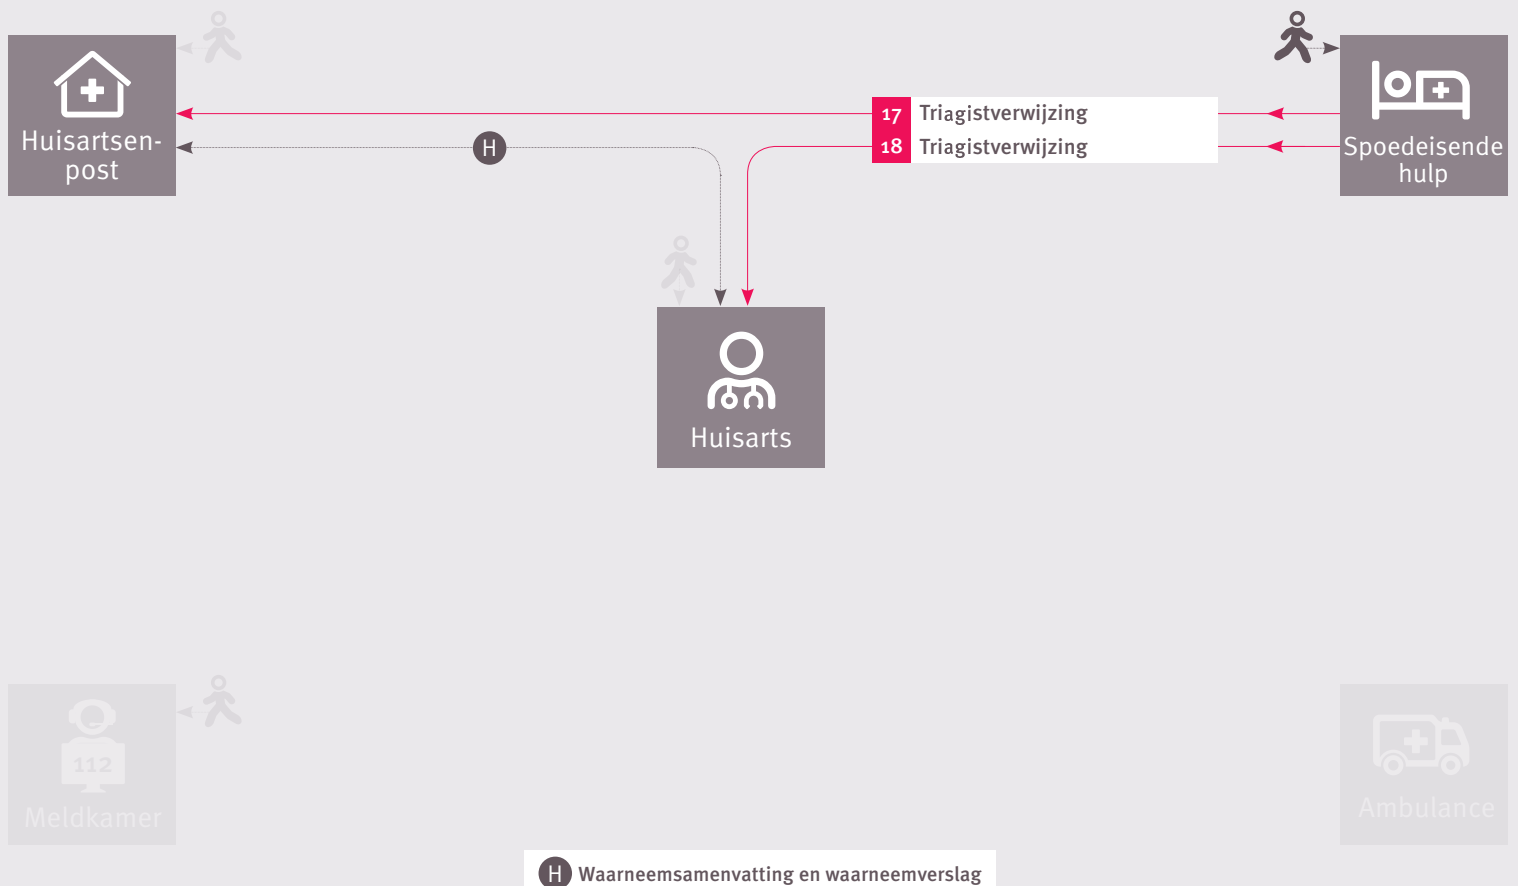 Huisartsen-
post
H
17 Triagistverwijzing
18 Triagistverwijzing
Spoedeisende
hulp
Huisarts
112
Meldkamer
Ambulance
H Waarneemsamenvatting en waarneemverslag